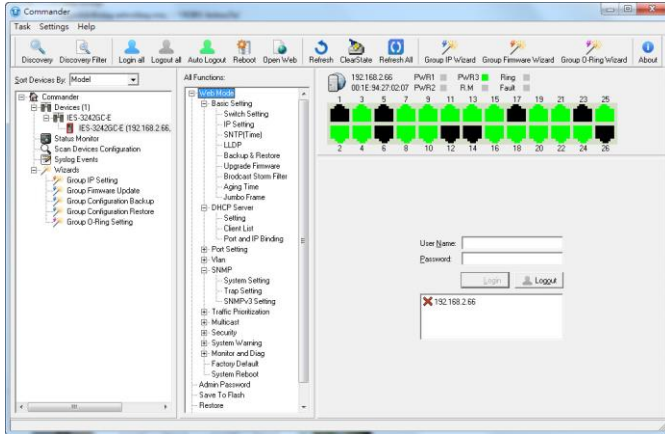 Commander
Task Settings Help
Discovery Discovery Filter Login all Logout all Auto Logout Reboot Open Web Refresh ClearState Refresh All Group IP Wizard Group Firmware Wizard Group O-Ring Wizard About
Sort Devices By: Model
Commander
Devices (1)
IES-3242GC-E
IES-3242GC-E (192.168.2.66,
Status Monitor
Scan Devices Configuration
Syslog Events
Wizards
Group IP Setting
Group Firmware Update
Group Configuration Backup
Group Configuration Restore
Group O-Ring Setting
All Functions:
Web Mode
Basic Setting
Switch Setting
IP Setting
SNTP(Time)
LLDP
Backup & Restore
Upgrade Firmware
Brodcast Storm Filter
Aging Time
Jumbo Frame
DHCP Server
Setting
Client List
Port and IP Binding
Port Setting
Vlan
SNMP
System Setting
Trap Setting
SNMPv3 Setting
Traffic Prioritization
Multicast
Security
System Warning
Monitor and Diag
Factory Default
System Reboot
Admin Password
Save To Flash
Restore
192.168.2.66 PWR1 PWR3 Ring
00:1E:94:27:02:07 PWR2 R.M Fault
1 3 5 7 9 11 13 15 17 19 21 23 25
2 4 6 8 10 12 14 16 18 20 22 24 26
User Name:
Password:
Login Logout
192.168.2.66